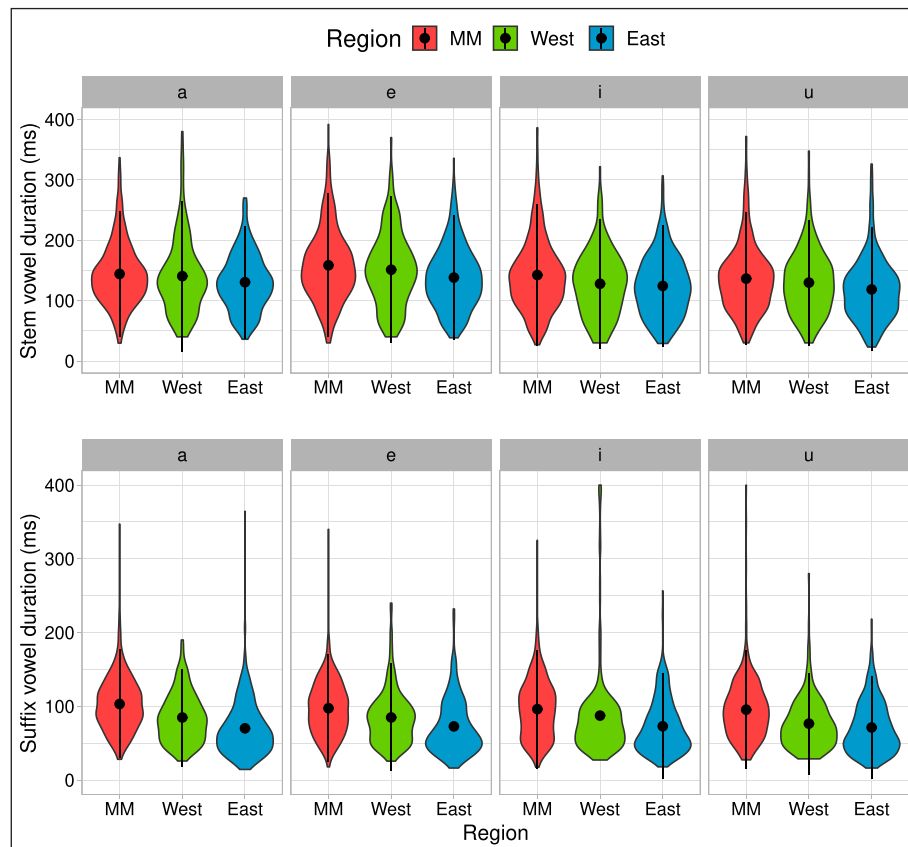 Region MM West East
a e i u
Stem vowel duration (ms)
400
300
200
100
0
MM West East MM West East MM West East MM West East
a e i u
Suffix vowel duration (ms)
400
300
200
100
0
MM West East MM West East MM West East MM West East
Region